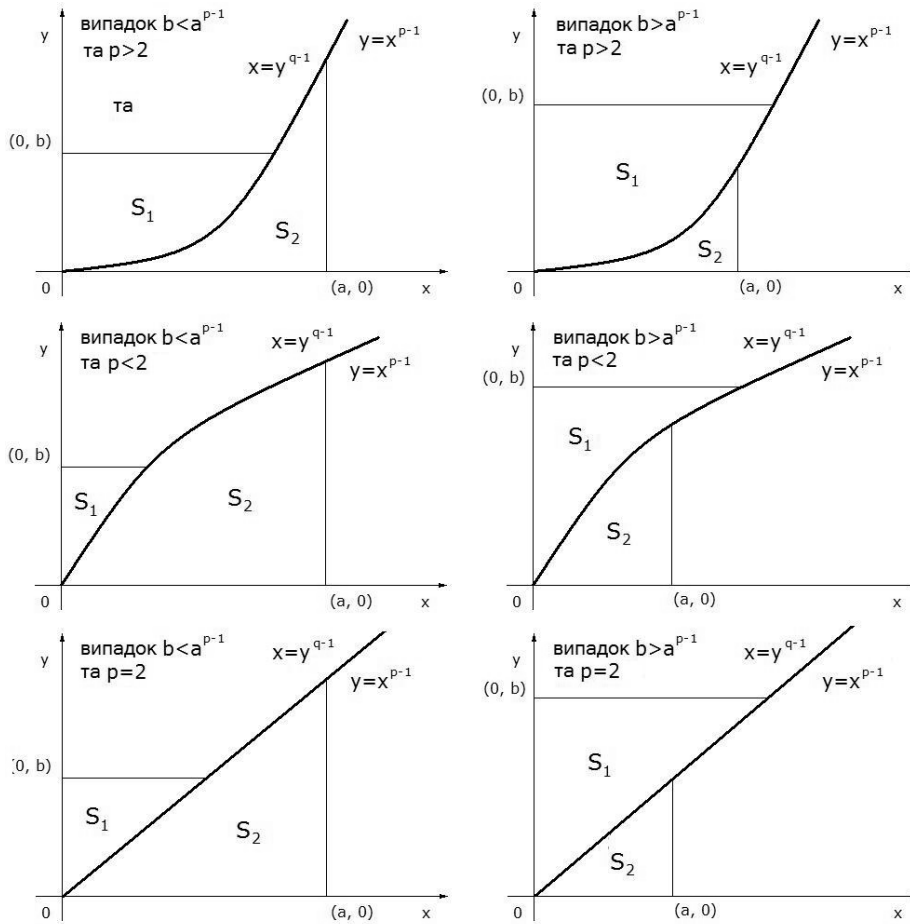 y
випадок b<a^{p-1}
та p>2
x=y^{q-1}
y=x^{p-1}
та
(0, b)
S₁
S₂
0
(a, 0)
x
y
випадок b>a^{p-1}
та p>2
x=y^{q-1}
y=x^{p-1}
(0, b)
S₁
S₂
0
(a, 0)
x
y
випадок b<a^{p-1}
та p<2
x=y^{q-1}
y=x^{p-1}
(0, b)
S₁
S₂
0
(a, 0)
x
y
випадок b>a^{p-1}
та p<2
x=y^{q-1}
y=x^{p-1}
(0, b)
S₁
S₂
0
(a, 0)
x
y
випадок b<a^{p-1}
та p=2
x=y^{q-1}
y=x^{p-1}
(0, b)
S₁
S₂
0
(a, 0)
x
y
випадок b>a^{p-1}
та p=2
x=y^{q-1}
y=x^{p-1}
(0, b)
S₁
S₂
0
(a, 0)
x